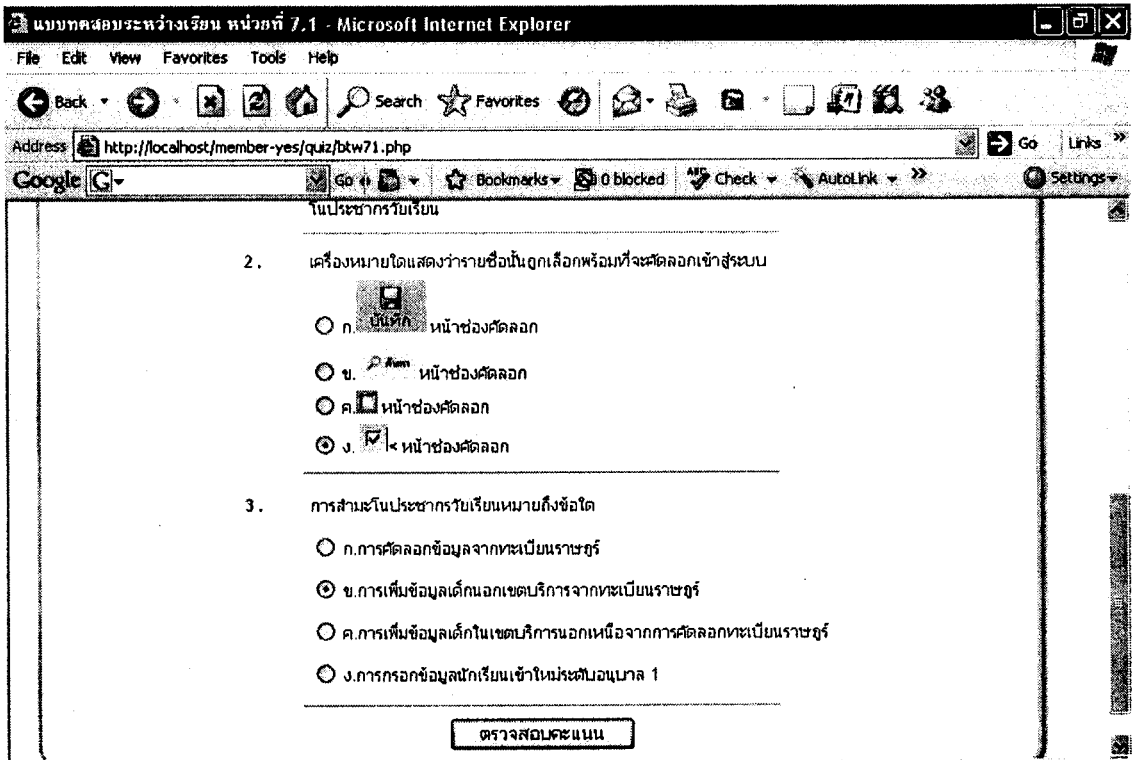 แบบทดสอบระหว่างเรียน หน่วยที่ 7.1 - Microsoft Internet Explorer
File Edit View Favorites Tools Help
Back Search Favorites
Address http://localhost/member-yes/quiz/btw71.php Go Links »
Google G Go Bookmarks 0 blocked ABC Check AutoLink » Settings
โนประชากรวัยเรียน
2. เครื่องหมายใดแสดงว่ารายชื่อนั้นถูกเลือกพร้อมที่จะคัดลอกเข้าสู่ระบบ
ก. บันทึก หน้าช่องคัดลอก
ข. ค้นหา หน้าช่องคัดลอก
ค. หน้าช่องคัดลอก
ง. < หน้าช่องคัดลอก
3. การสำมะโนประชากรวัยเรียนหมายถึงข้อใด
ก.การคัดลอกข้อมูลจากทะเบียนราษฎร์
ข.การเพิ่มข้อมูลเด็กนอกเขตบริการจากทะเบียนราษฎร์
ค.การเพิ่มข้อมูลเด็กในเขตบริการนอกเหนือจากการคัดลอกทะเบียนราษฎร์
ง.การกรอกข้อมูลนักเรียนเข้าใหม่ระดับอนุบาล 1
ตรวจสอบคะแนน